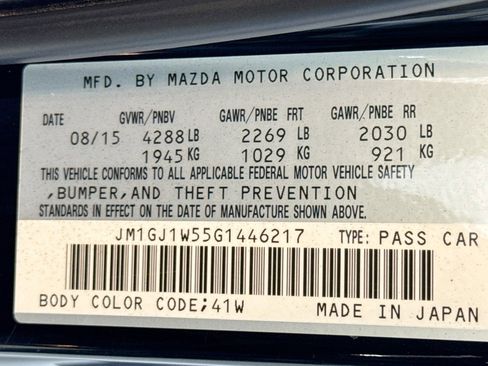 MFD. BY MAZDA MOTOR CORPORATION
DATE GVWR/PNBV GAWR/PNBE FRT GAWR/PNBE RR
08/15 4288 LB 2269 LB 2030 LB
1945 KG 1029 KG 921 KG
THIS VEHICLE CONFORMS TO ALL APPLICABLE FEDERAL MOTOR VEHICLE SAFETY
,BUMPER,AND THEFT PREVENTION
STANDARDS IN EFFECT ON THE DATE OF MANUFACTURE SHOWN ABOVE.
JM1GJ1W55G1446217 TYPE: PASS CAR
BODY COLOR CODE;41W MADE IN JAPAN